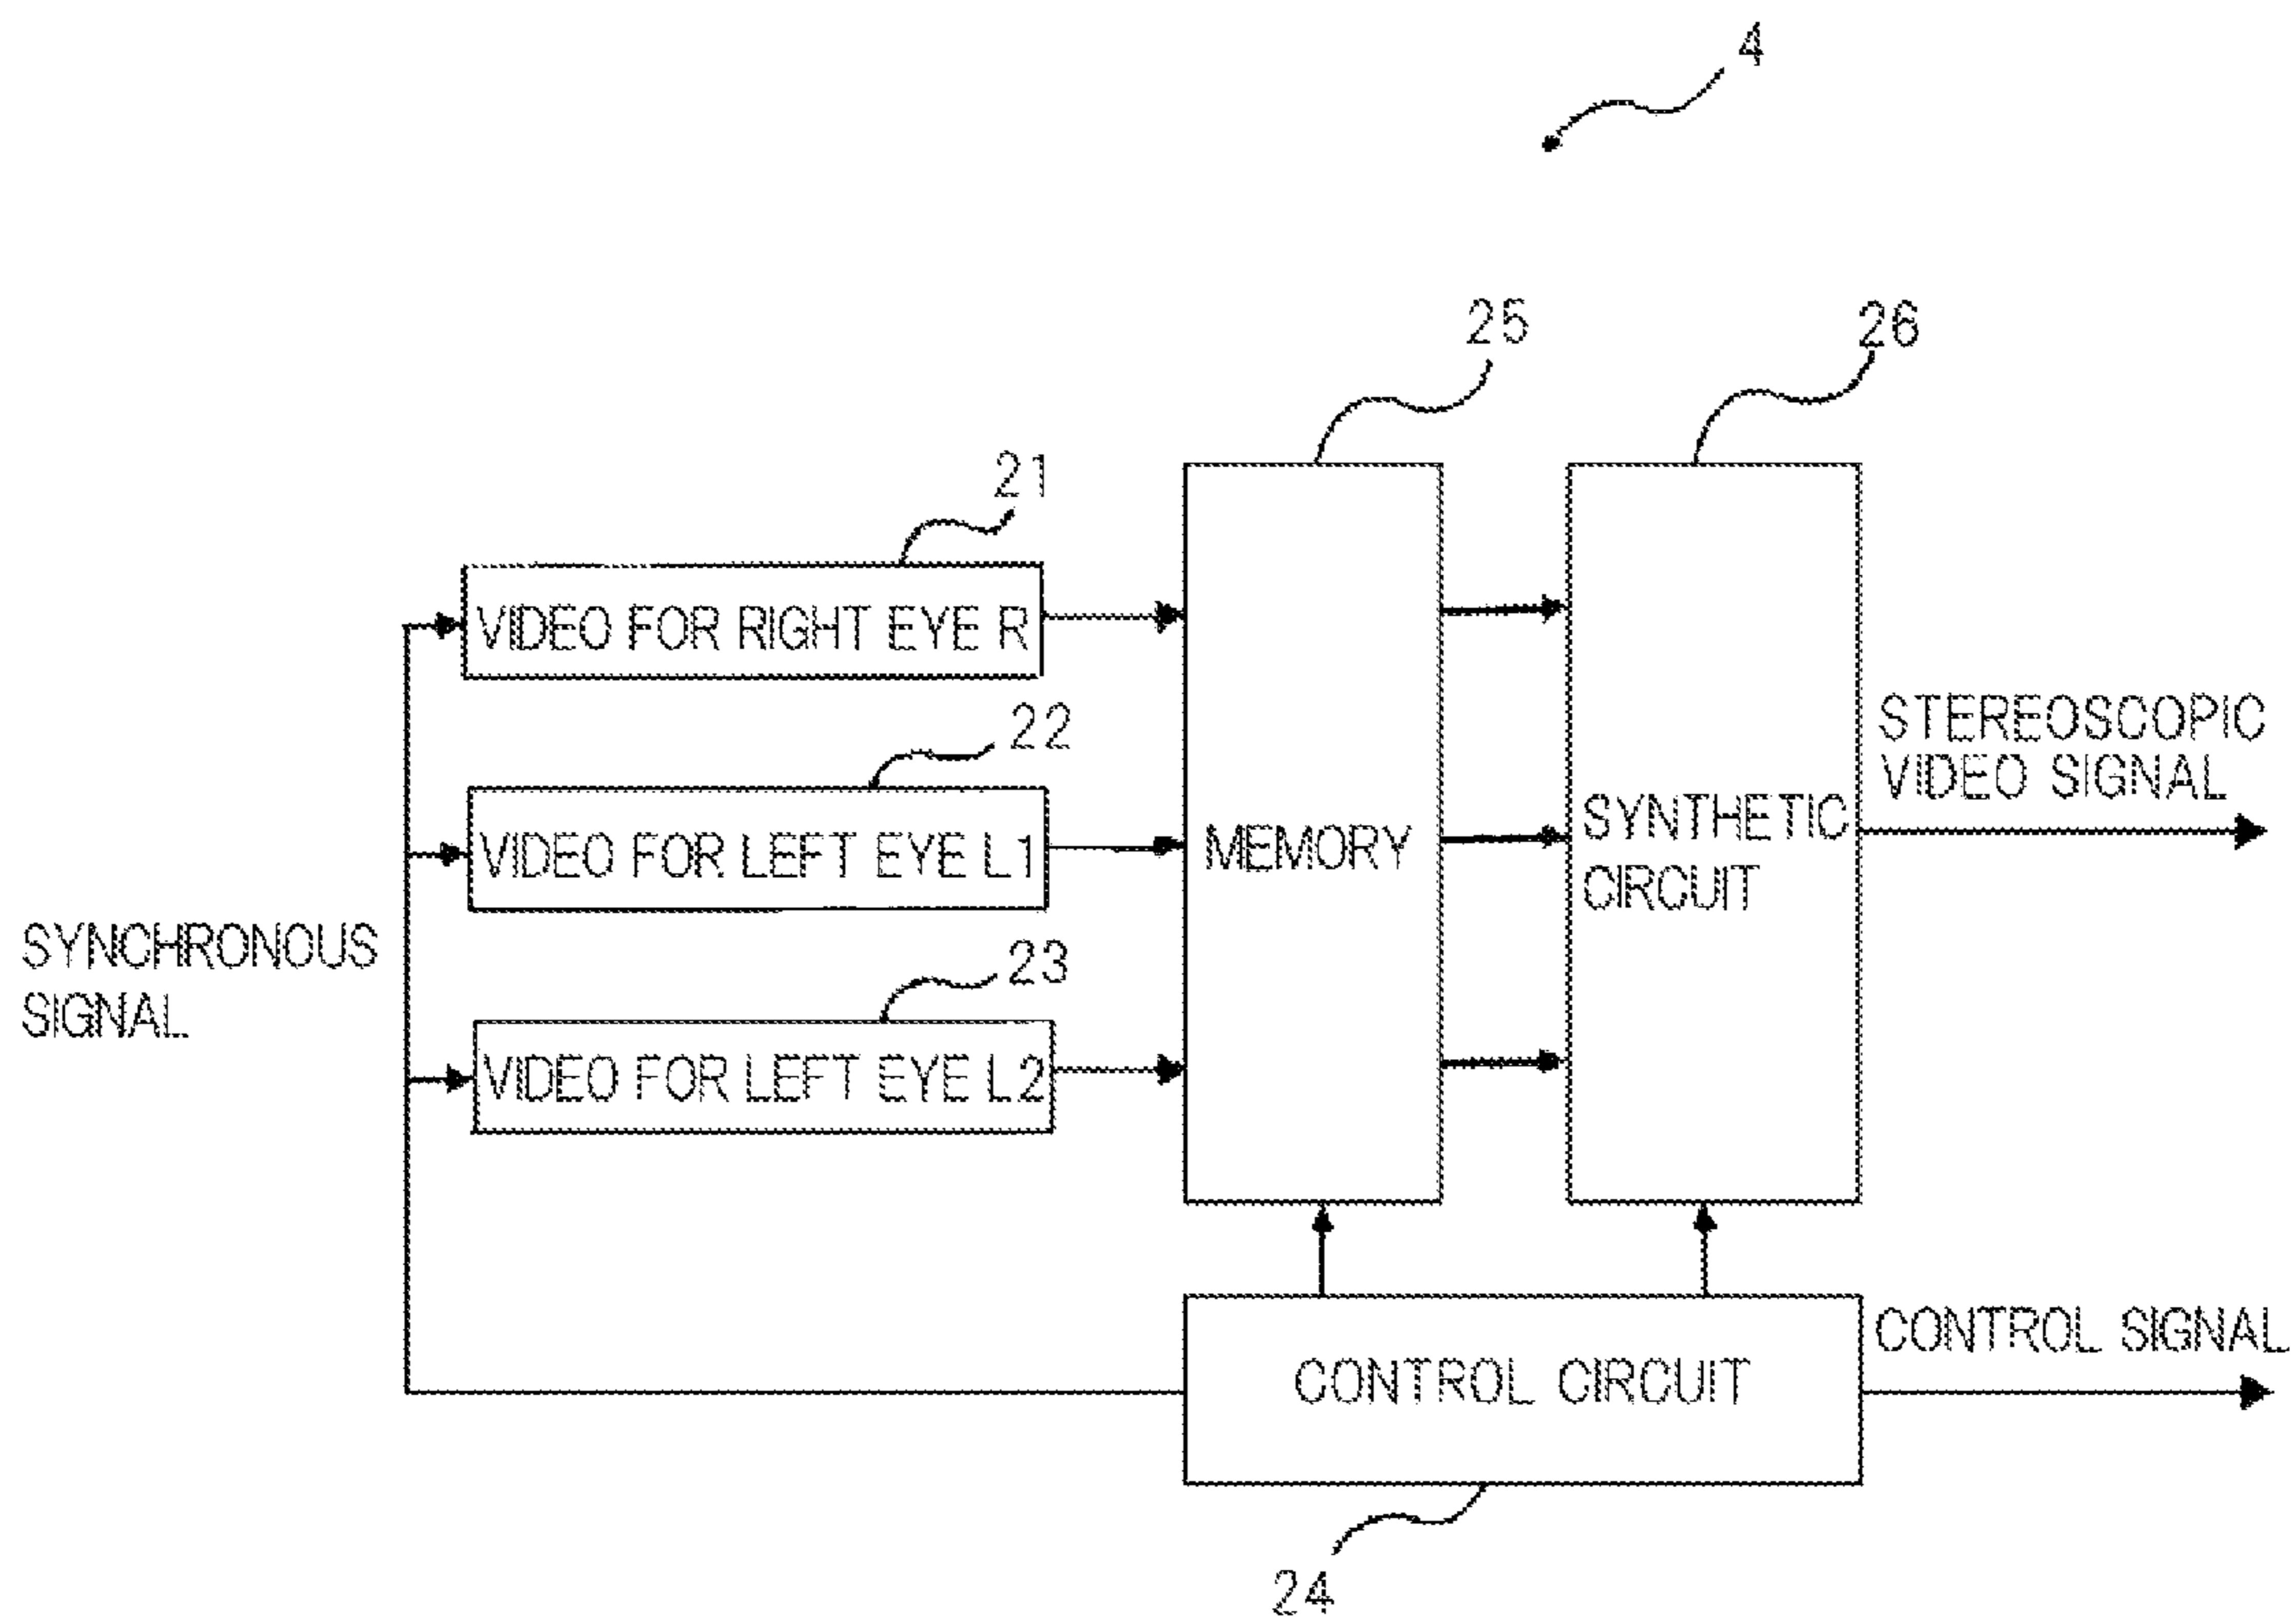 4
25
26
21
VIDEO FOR RIGHT EYE R
22
STEREOSCOPIC
VIDEO SIGNAL
VIDEO FOR LEFT EYE L1
MEMORY
SYNTHETIC
CIRCUIT
SYNCHRONOUS
SIGNAL
23
VIDEO FOR LEFT EYE L2
CONTROL SIGNAL
CONTROL CIRCUIT
24